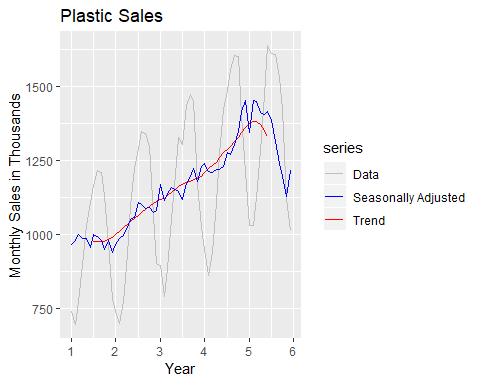 Plastic Sales
Monthly Sales in Thousands
1500
1250
1000
750
1 2 3 4 5 6
Year
series
Data
Seasonally Adjusted
Trend